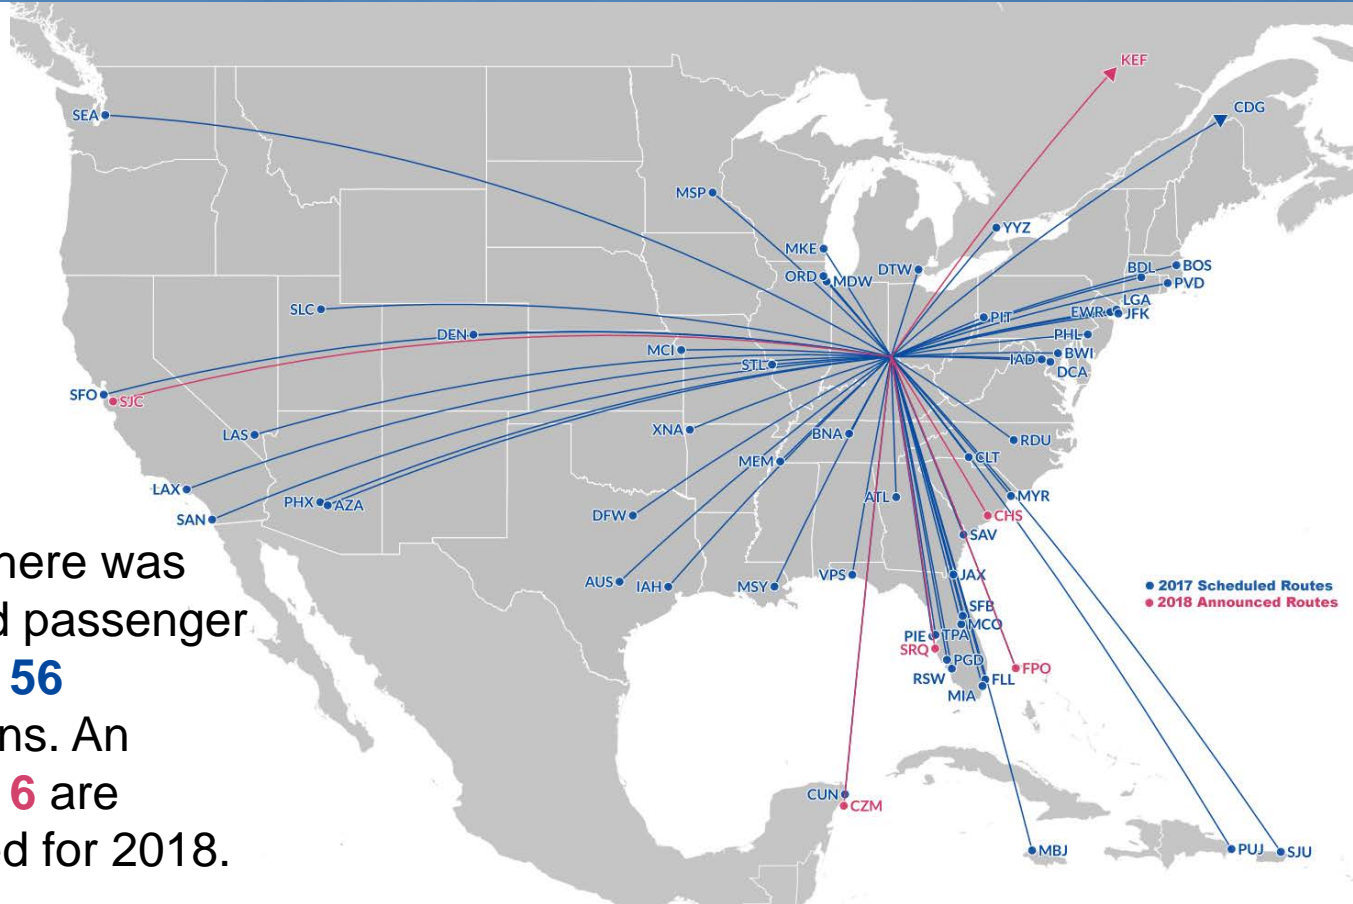 KEF
CDG
SEA
MSP
YYZ
MKE
DTW
BDL
BOS
ORD
MDW
PVD
SLC
LGA
EWR
JFK
PIT
DEN
PHL
MCI
BWI
STL
IAD
DCA
SFO
SJC
XNA
BNA
LAS
RDU
MEM
CLT
LAX
PHX
AZA
ATL
MYR
SAN
DFW
CHS
SAV
here was
AUS
IAH
MSY
VPS
JAX
2017 Scheduled Routes
2018 Announced Routes
SFB
d passenger
MCO
PIE
TPA
SRQ
PGD
FPO
56
RSW
FLL
MIA
ns. An
6 are
CUN
CZM
d for 2018.
MBJ
PUJ
SJU